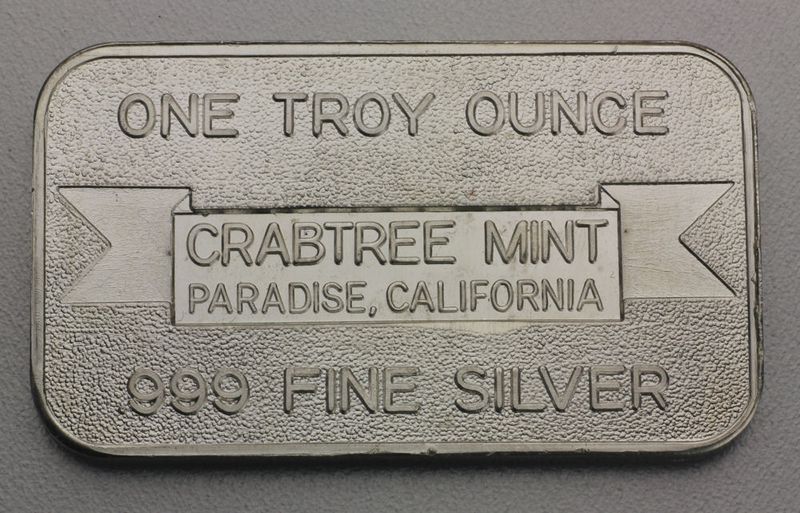 ONE TROY OUNCE
CRABTREE MINT
PARADISE, CALIFORNIA
.999 FINE SILVER